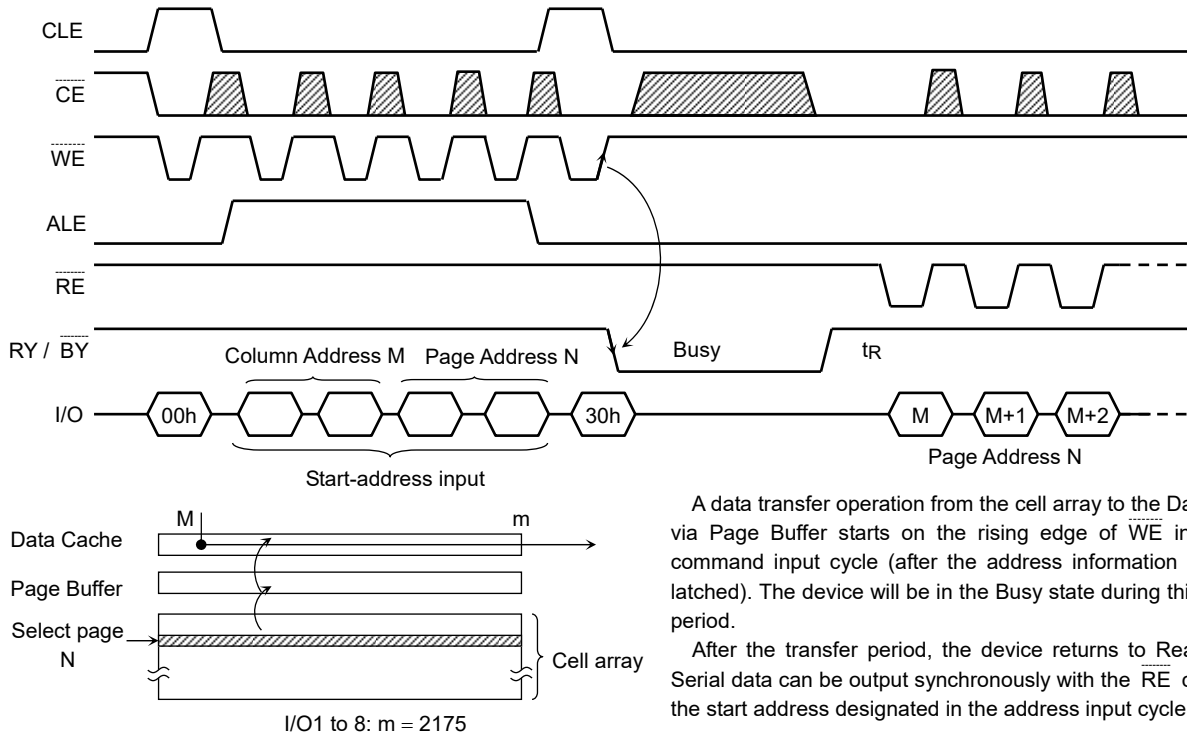 CLE
CE
WE
ALE
RE
RY / BY
Column Address M Page Address N
Busy
tR
I/O
00h
30h
M M+1 M+2
Page Address N
Start-address input
M m
Data Cache
Page Buffer
Select page
N
Cell array
I/O1 to 8: m = 2175
A data transfer operation from the cell array to the Da
via Page Buffer starts on the rising edge of WE in
command input cycle (after the address information
latched). The device will be in the Busy state during thi
period.
After the transfer period, the device returns to Rea
Serial data can be output synchronously with the RE c
the start address designated in the address input cycle